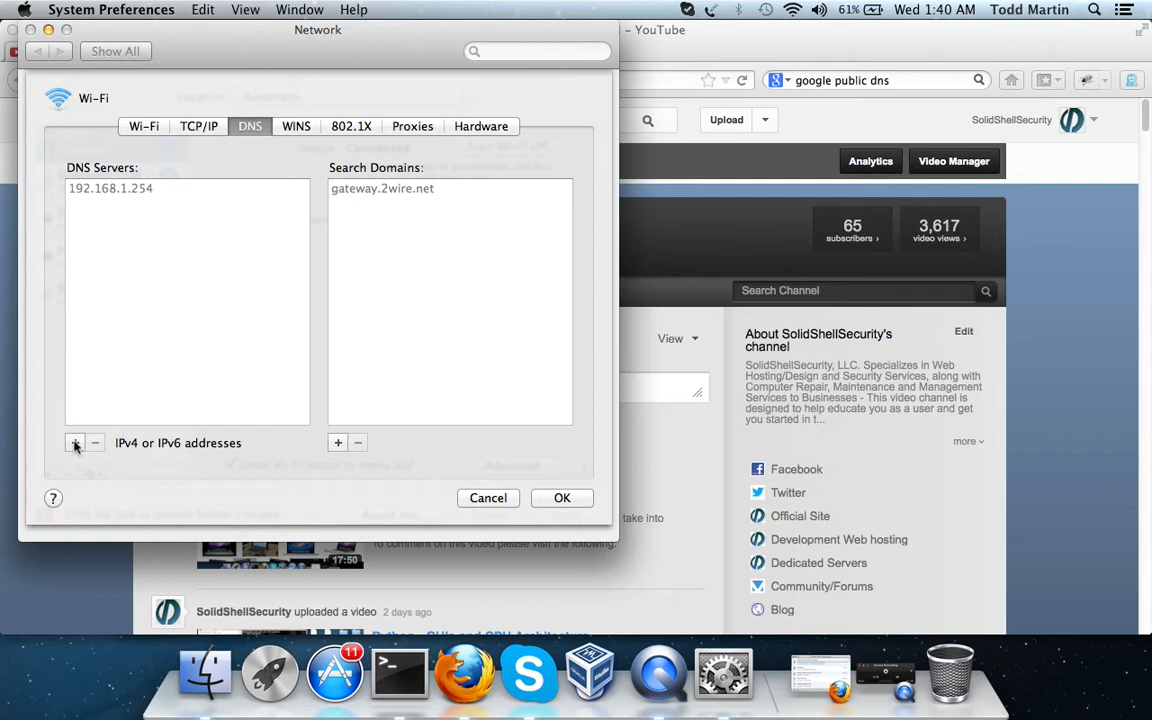 System Preferences Edit View Window Help
61% Wed 1:40 AM Todd Martin
Network
– YouTube
Show All
google public dns
Wi-Fi
Upload
SolidShellSecurity
Wi-Fi TCP/IP DNS WINS 802.1X Proxies Hardware
Analytics Video Manager
DNS Servers:
Search Domains:
192.168.1.254
gateway.2wire.net
65
subscribers ›
3,617
video views ›
Search Channel
View
About SolidShellSecurity's
channel
Edit
SolidShellSecurity, LLC. Specializes in Web
Hosting/Design and Security Services, along with
Computer Repair, Maintenance and Management
Services to Businesses - This video channel is
designed to help educate you as a user and get
you started in t...
more
+ − IPv4 or IPv6 addresses
+ −
Facebook
Twitter
Official Site
Development Web hosting
Dedicated Servers
Community/Forums
Blog
? Cancel OK
take into
To comment on this video please visit the following:
17:50
SolidShellSecurity uploaded a video 2 days ago
11